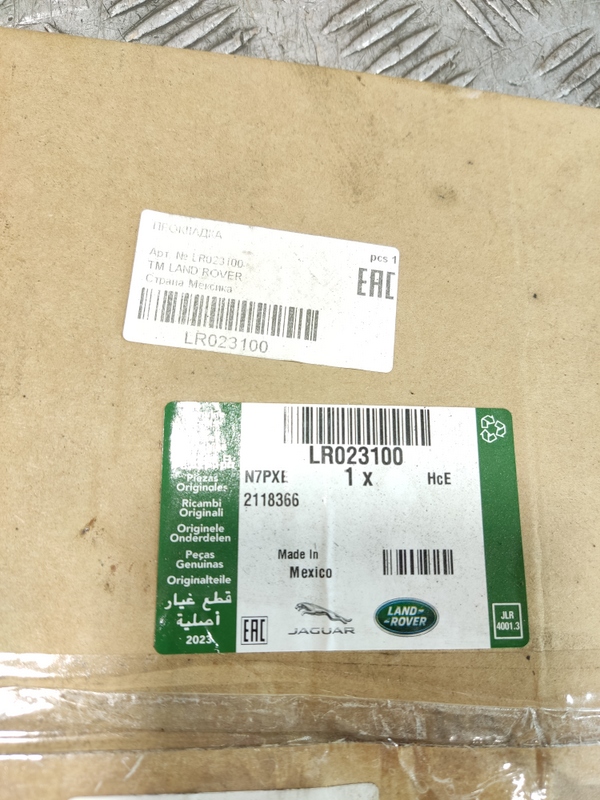 ПРОКЛАДКА
pcs 1
Арт. № LR023100
TM LAND ROVER
Страна Мексика
EAC
LR023100
LR023100
N7PXE
1 x
HcE
2118366
Piezas
Originales
Ricambi
Originali
Originele
Onderdelen
Peças
Genuinas
Originalteile
قطع غيار
أصلية
2023
Made In
Mexico
EAC
JAGUAR
LAND-
-ROVER
JLR
4001.3